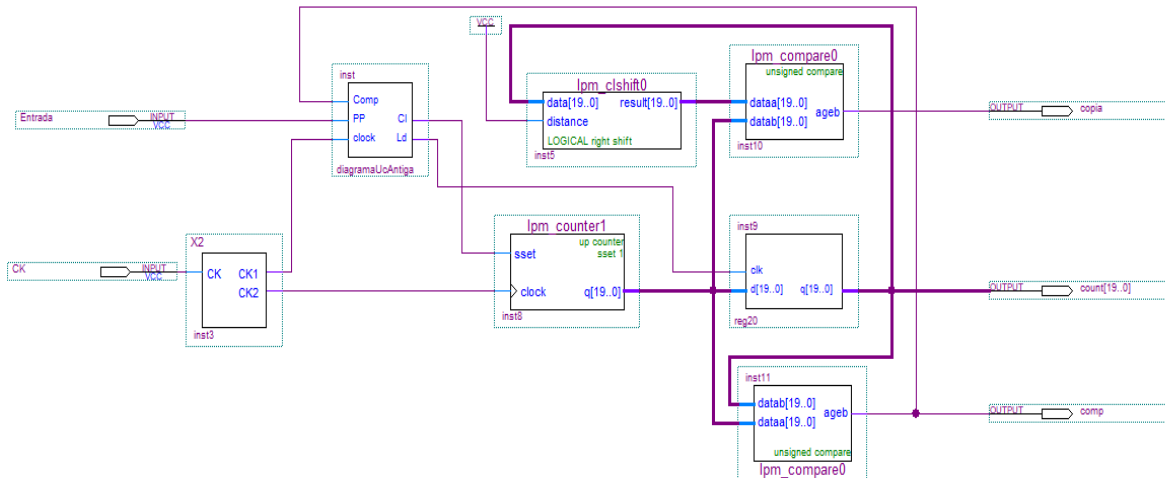 VCC
inst
Comp
PP
clock
Cl
Ld
diagramaUcAntiga
Entrada
INPUT
VCC
lpm_clshift0
data[19..0]
result[19..0]
distance
LOGICAL right shift
inst5
lpm_compare0
unsigned compare
dataa[19..0]
datab[19..0]
ageb
inst10
OUTPUT
copia
X2
CK
CK1
CK2
inst3
CK
INPUT
VCC
lpm_counter1
up counter
sset 1
sset
clock
q[19..0]
inst8
inst9
clk
d[19..0]
q[19..0]
reg20
OUTPUT
count[19..0]
inst11
datab[19..0]
dataa[19..0]
ageb
unsigned compare
lpm_compare0
OUTPUT
comp